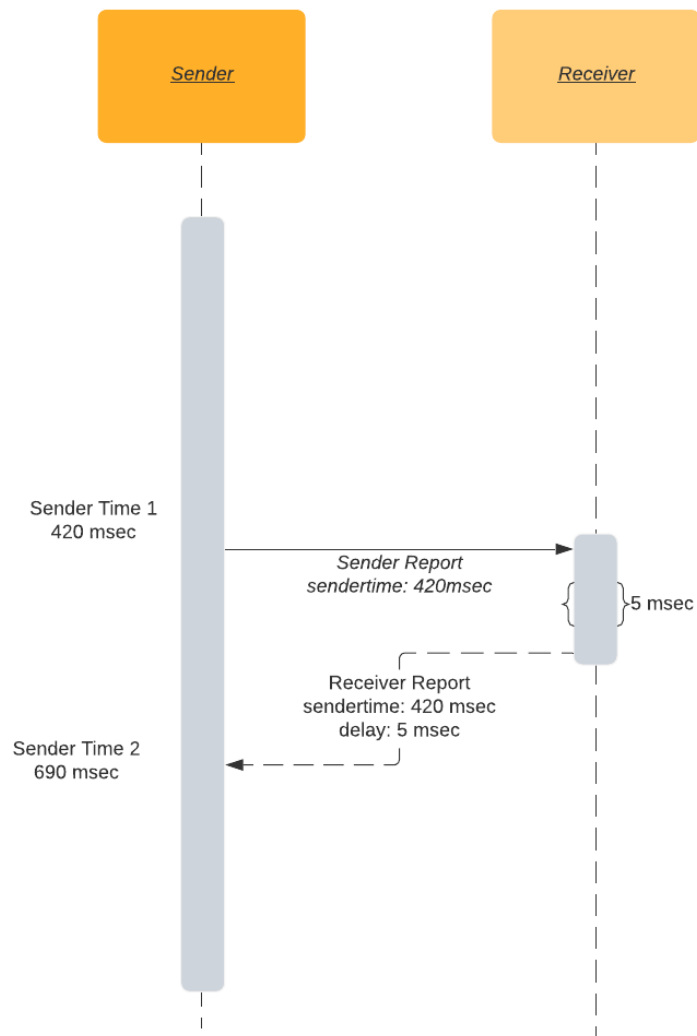 Sender
Receiver
Sender Time 1
420 msec
Sender Report
sendertime: 420msec
5 msec
Receiver Report
sendertime: 420 msec
delay: 5 msec
Sender Time 2
690 msec